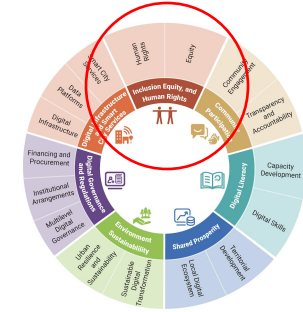 Human
Rights
Equity
Inclusion Equity, and
Human Rights
Community
Engagement
Transparency
and
Accountability
Community
Participation
Capacity
Development
Digital Skills
Digital Literacy
Territorial
Development
Local Digital
Ecosystem
Shared Prosperity
Sustainable
Digital
Transformation
Urban
Resilience
and
Sustainability
Environment
Sustainability
Multilevel
Digital
Governance
Institutional
Arrangements
Financing and
Procurement
Digital Governance
and Regulations
Digital
Infrastructure
Data
Platforms
Smart City
Services
Digital Infrastructure
Smart
Services